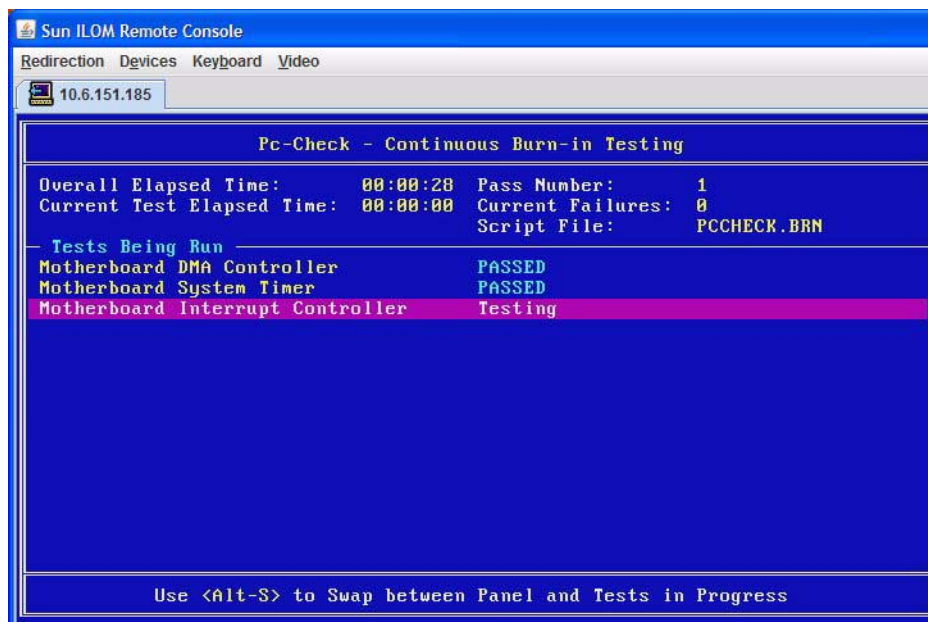 Sun ILOM Remote Console
Redirection Devices Keyboard Video
10.6.151.185
Pc-Check - Continuous Burn-in Testing
Overall Elapsed Time: 00:00:28 Pass Number: 1
Current Test Elapsed Time: 00:00:00 Current Failures: 0
Script File: PCCHECK.BRN
Tests Being Run
Motherboard DMA Controller PASSED
Motherboard System Timer PASSED
Motherboard Interrupt Controller Testing
Use <Alt-S> to Swap between Panel and Tests in Progress